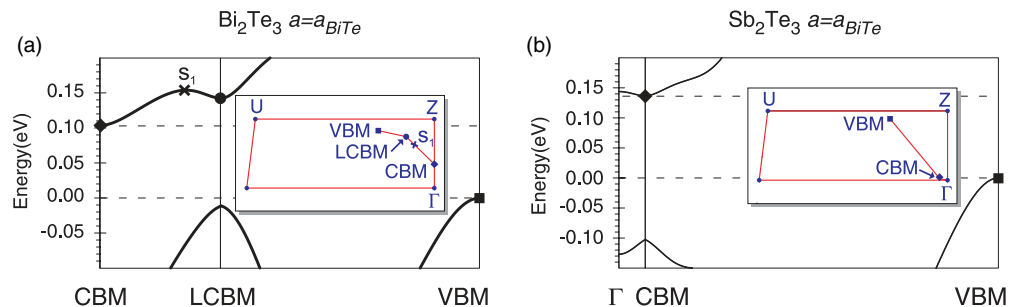 Bi2Te3 a=aBiTe
(a)
Energy(eV)
0.15
0.10
0.05
0.00
-0.05
S1
U
Z
VBM
LCBM
S1
CBM
Γ
CBM
LCBM
VBM
Sb2Te3 a=aBiTe
(b)
Energy(eV)
0.15
0.10
0.05
0.00
-0.05
-0.10
U
Z
VBM
CBM
Γ
Γ
CBM
VBM